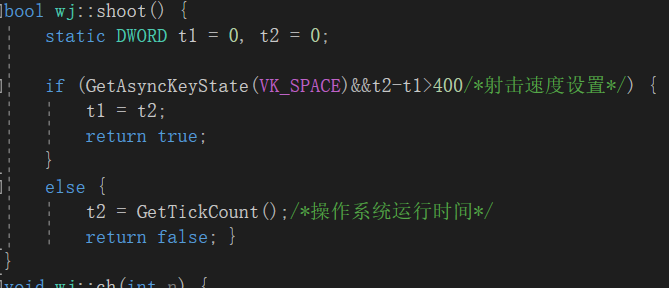 bool wj::shoot() {
static DWORD t1 = 0, t2 = 0;
if (GetAsyncKeyState(VK_SPACE)&&t2-t1>400/*射击速度设置*/) {
t1 = t2;
return true;
}
else {
t2 = GetTickCount();/*操作系统运行时间*/
return false; }
}
void wj::ch(int n) {